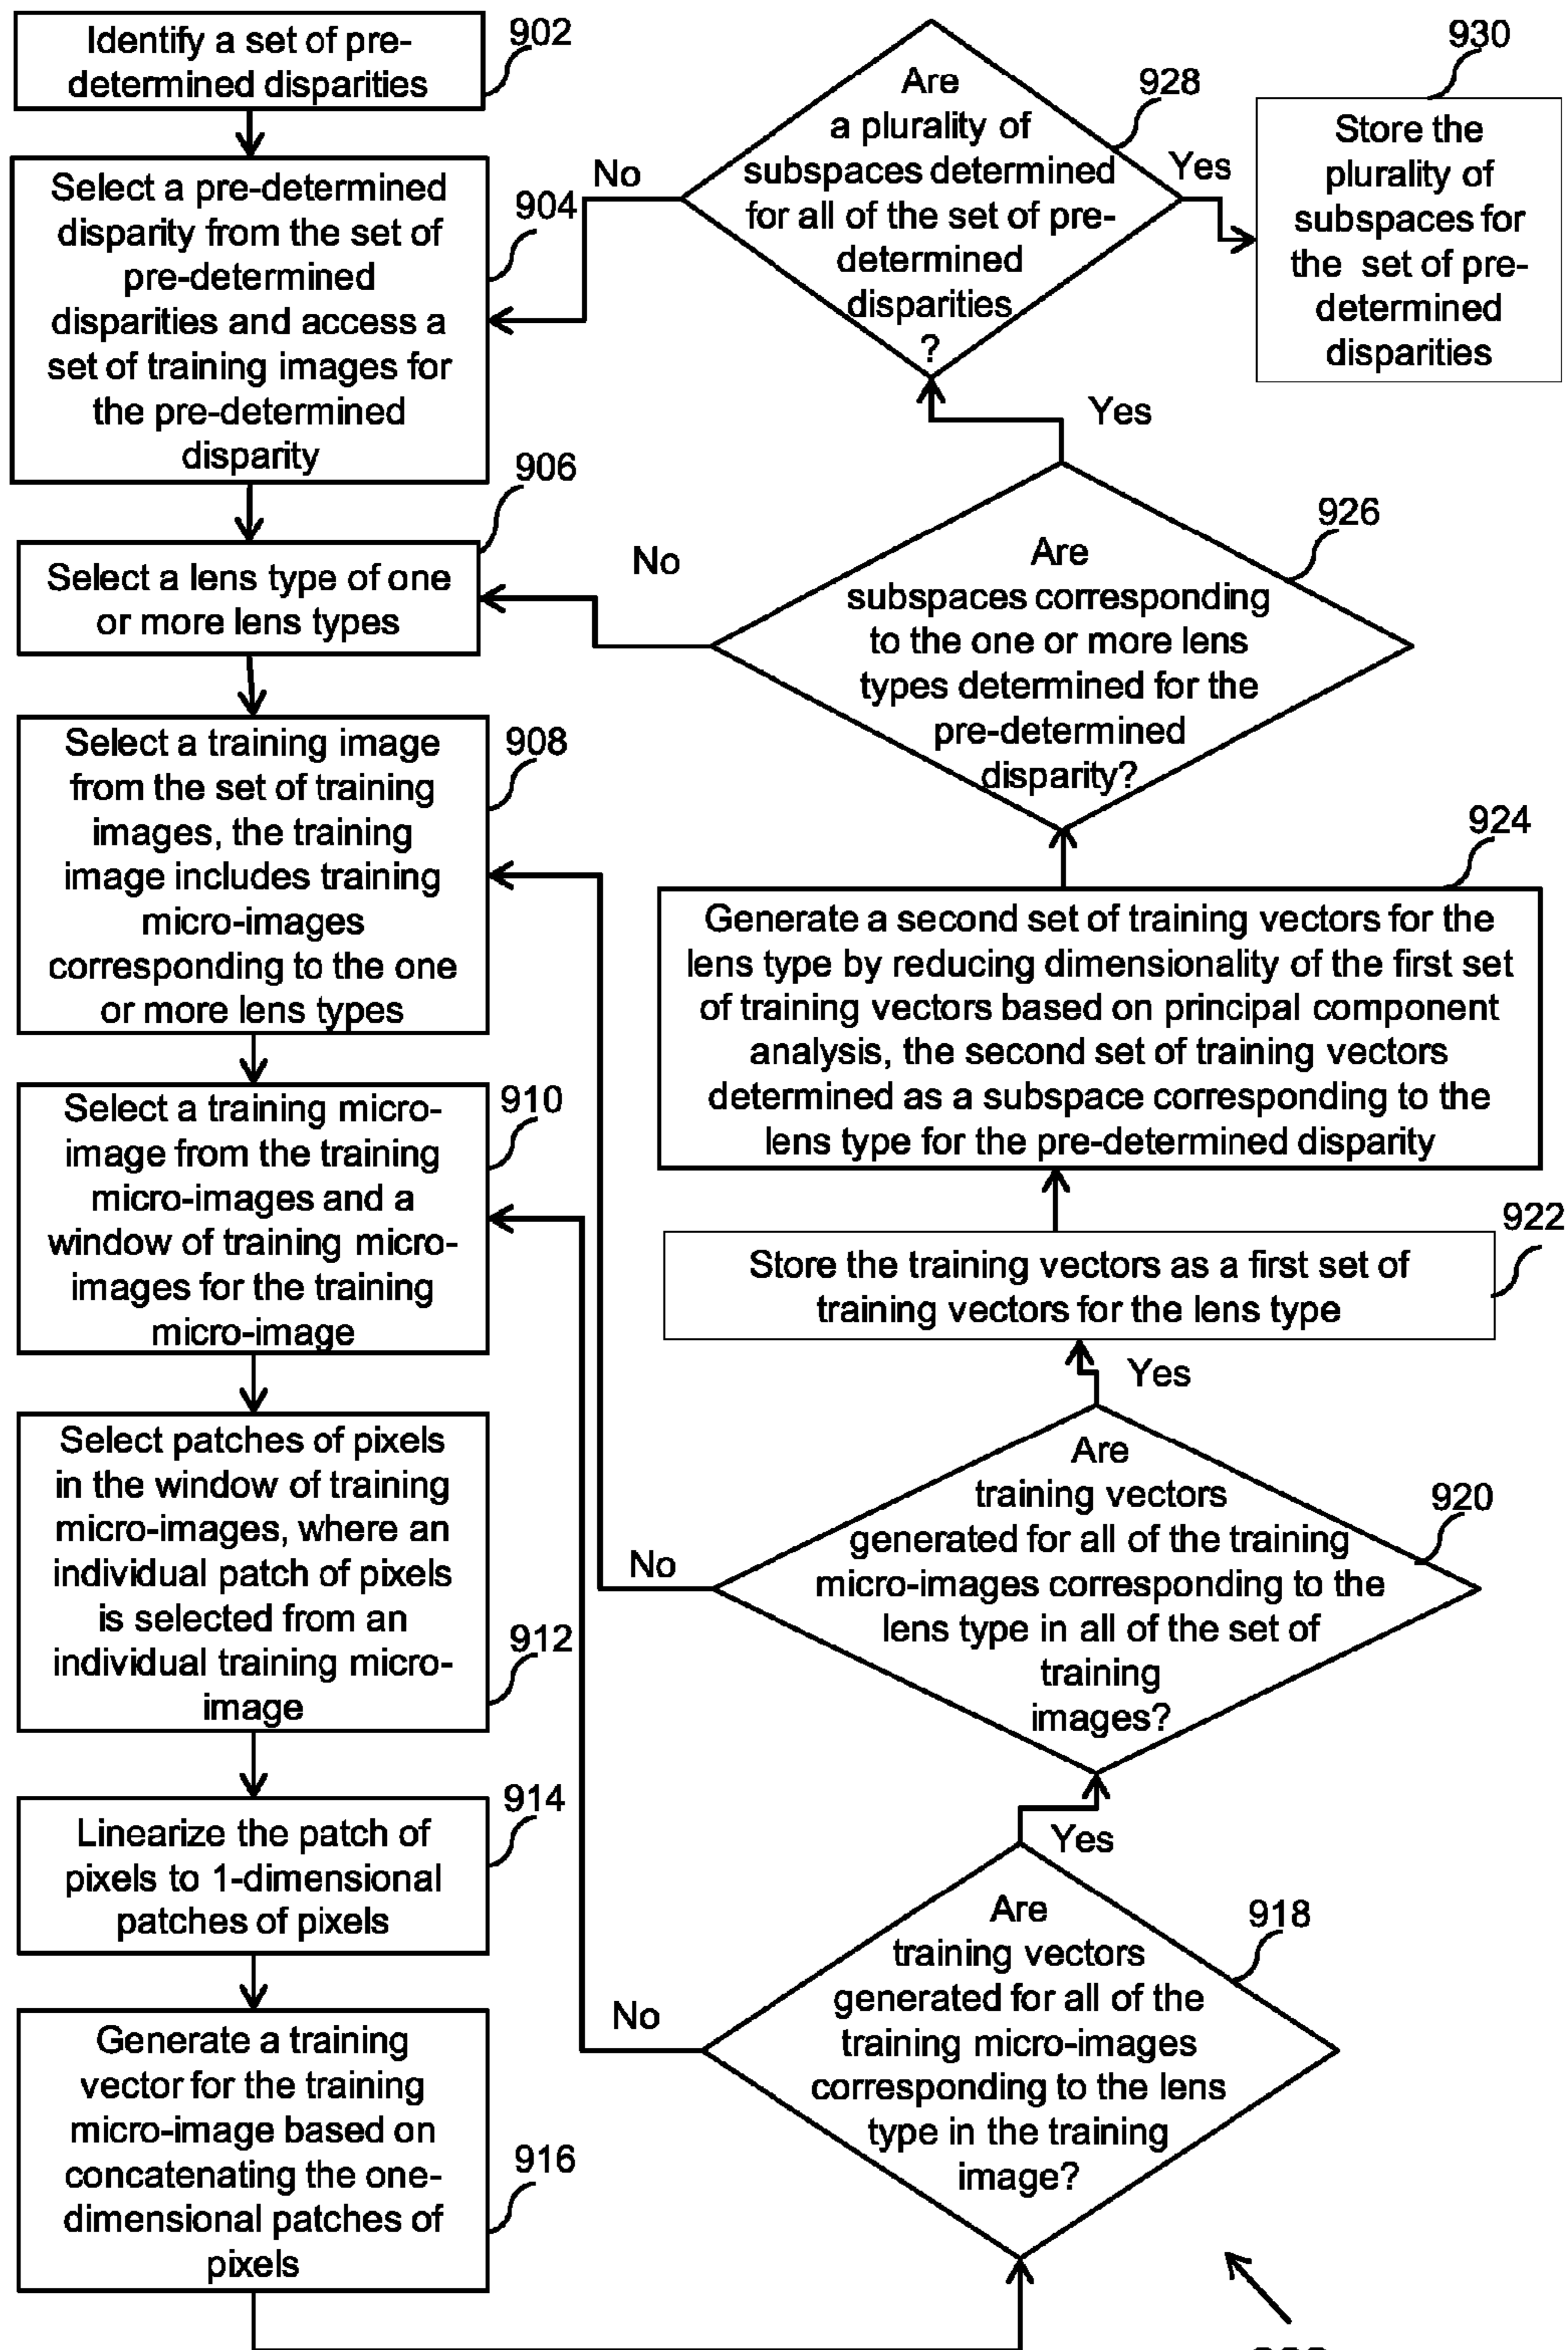 Identify a set of pre-
determined disparities
902
Select a pre-determined
disparity from the set of
pre-determined
disparities and access a
set of training images for
the pre-determined
disparity
904
Select a lens type of one
or more lens types
906
Select a training image
from the set of training
images, the training
image includes training
micro-images
corresponding to the one
or more lens types
908
Select a training micro-
image from the training
micro-images and a
window of training micro-
images for the training
micro-image
910
Select patches of pixels
in the window of training
micro-images, where an
individual patch of pixels
is selected from an
individual training micro-
image
912
Linearize the patch of
pixels to 1-dimensional
patches of pixels
914
Generate a training
vector for the training
micro-image based on
concatenating the one-
dimensional patches of
pixels
916
Are
training vectors
generated for all of the
training micro-images
corresponding to the lens
type in the training
image?
918
No
Yes
Are
training vectors
generated for all of the training
micro-images corresponding to the
lens type in all of the set of
training
images?
920
No
Yes
Store the training vectors as a first set of
training vectors for the lens type
922
Generate a second set of training vectors for the
lens type by reducing dimensionality of the first set
of training vectors based on principal component
analysis, the second set of training vectors
determined as a subspace corresponding to the
lens type for the pre-determined disparity
924
Are
subspaces corresponding
to the one or more lens
types determined for the
pre-determined
disparity?
926
No
Yes
Are
a plurality of
subspaces determined
for all of the set of pre-
determined
disparities
?
928
No
Yes
Store the
plurality of
subspaces for
the set of pre-
determined
disparities
930